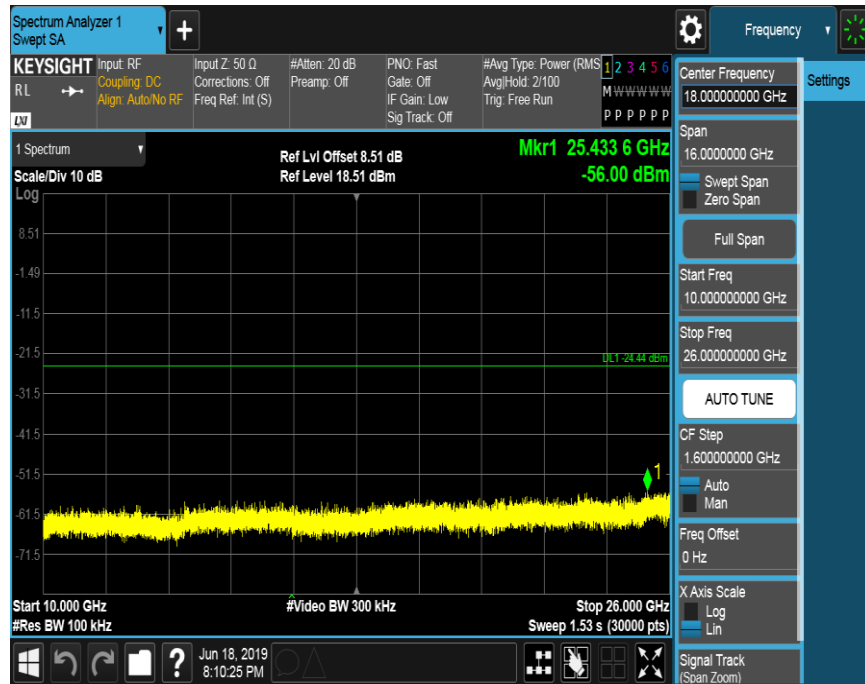 Spectrum Analyzer 1
Swept SA
+
Frequency
KEYSIGHT
RL
LXI
Input: RF
Coupling: DC
Align: Auto/No RF
Input Z: 50 Ω
Corrections: Off
Freq Ref: Int (S)
#Atten: 20 dB
Preamp: Off
PNO: Fast
Gate: Off
IF Gain: Low
Sig Track: Off
#Avg Type: Power (RMS
Avg|Hold: 2/100
Trig: Free Run
1 2 3 4 5 6
M W W W W W
P P P P P P
1 Spectrum
Scale/Div 10 dB
Log
Ref Lvl Offset 8.51 dB
Ref Level 18.51 dBm
Mkr1 25.433 6 GHz
-56.00 dBm
8.51
-1.49
-11.5
-21.5
DL1 -24.44 dBm
-31.5
-41.5
-51.5
1
-61.5
-71.5
Start 10.000 GHz
#Res BW 100 kHz
#Video BW 300 kHz
Stop 26.000 GHz
Sweep 1.53 s (30000 pts)
?
Jun 18, 2019
8:10:25 PM
Center Frequency
18.000000000 GHz
Settings
Span
16.0000000 GHz
Swept Span
Zero Span
Full Span
Start Freq
10.000000000 GHz
Stop Freq
26.000000000 GHz
AUTO TUNE
CF Step
1.600000000 GHz
Auto
Man
Freq Offset
0 Hz
X Axis Scale
Log
Lin
Signal Track
(Span Zoom)